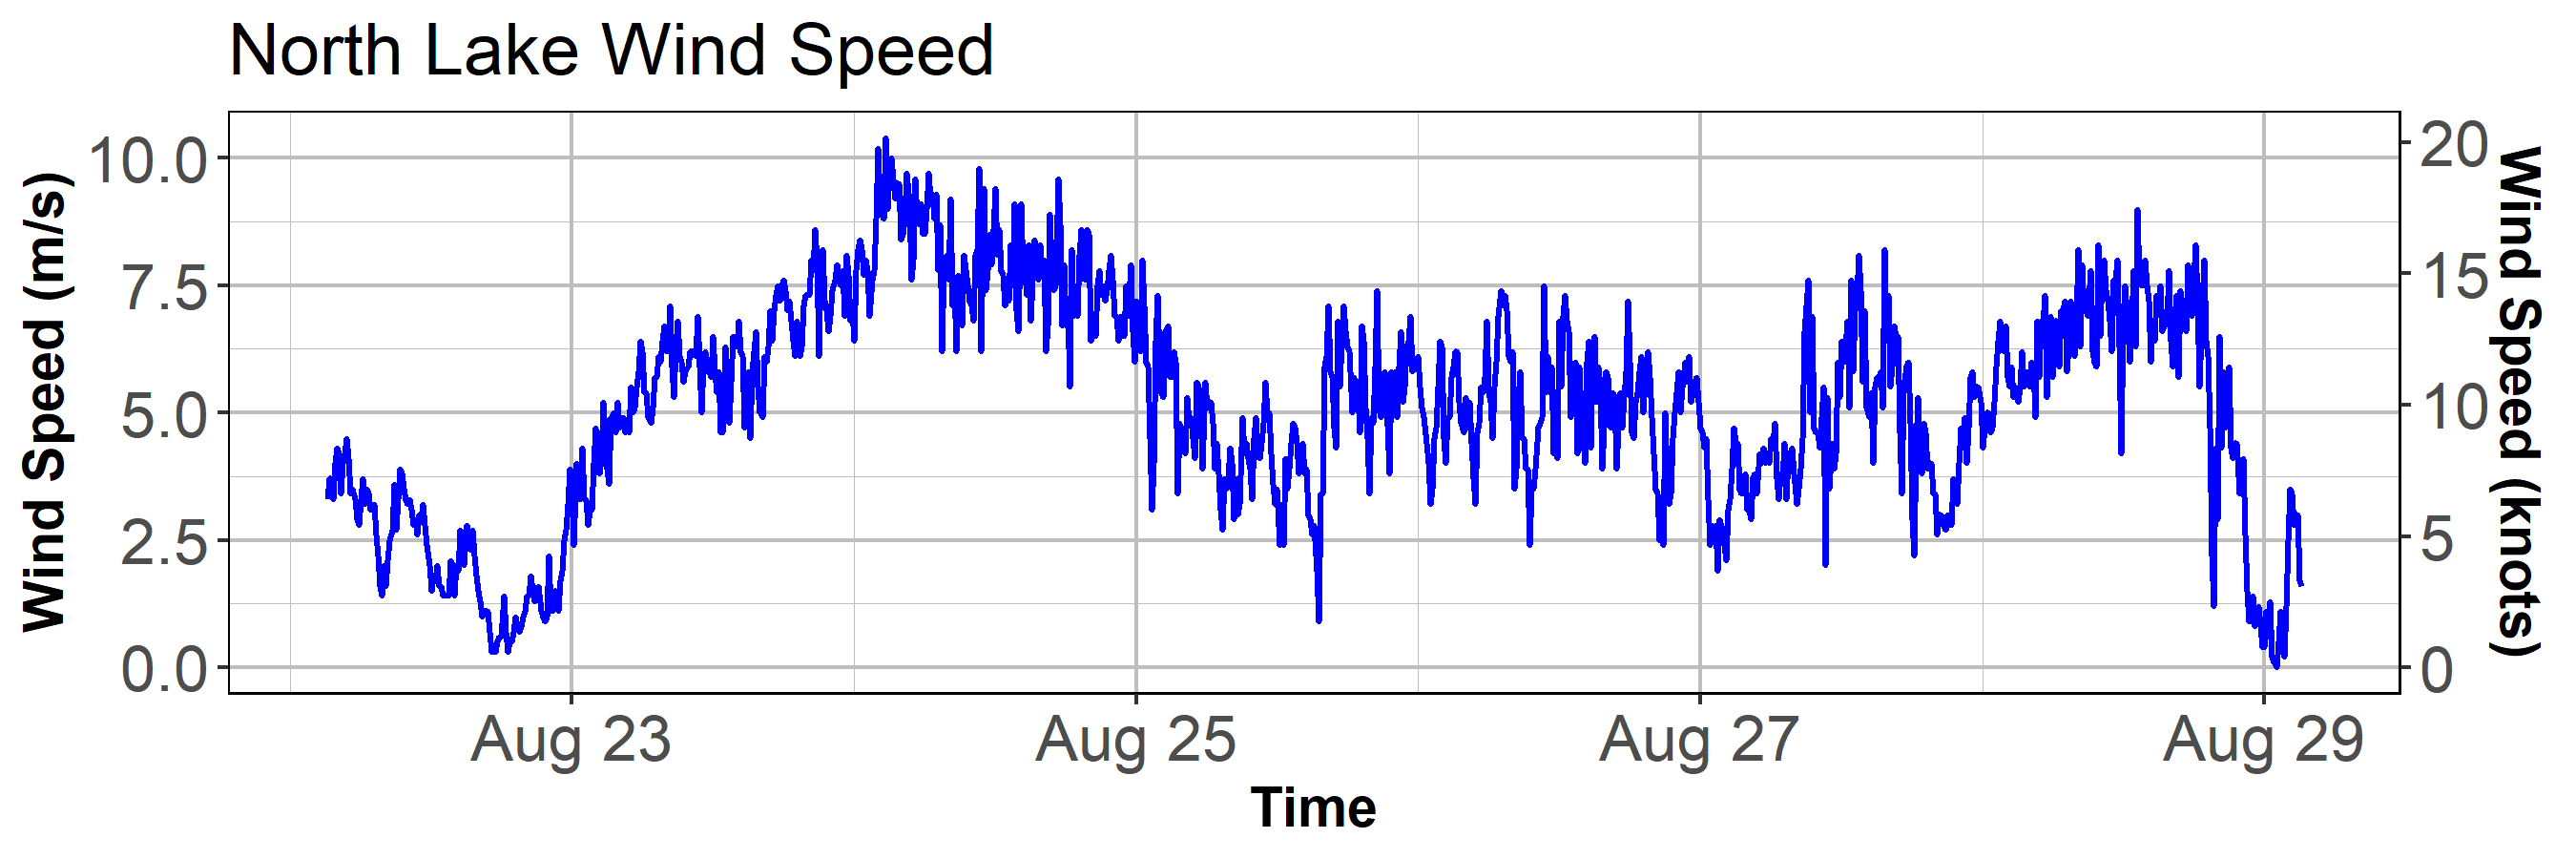 North Lake Wind Speed
Wind Speed (m/s)
10.0
7.5
5.0
2.5
0.0
20
15
10
5
0
Wind Speed (knots)
Aug 23
Aug 25
Aug 27
Aug 29
Time